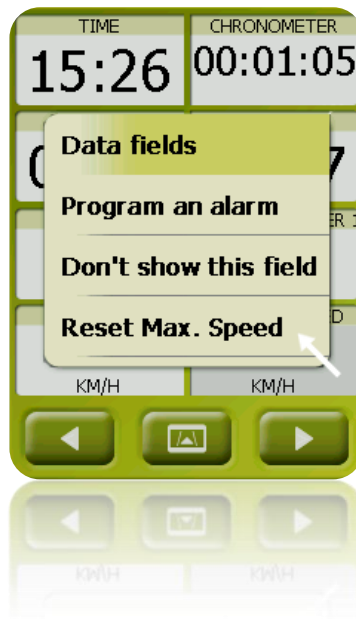 TIME CHRONOMETER
15:26 00:01:05
Data fields
Program an alarm
Don't show this field
Reset Max. Speed
KM/H KM/H